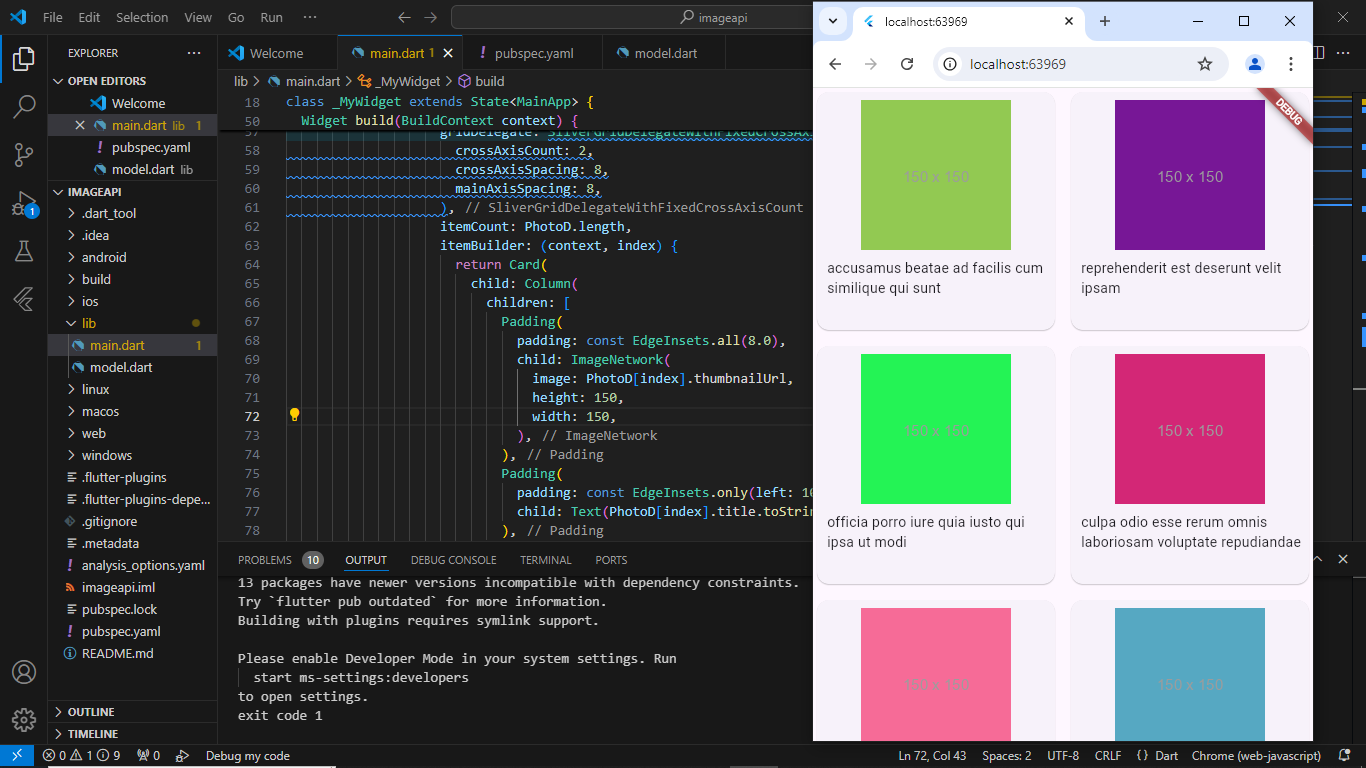 File Edit Selection View Go Run ··· imageapi
EXPLORER
OPEN EDITORS
Welcome
main.dart lib 1
pubspec.yaml
model.dart lib
IMAGEAPI
.dart_tool
.idea
android
build
ios
lib
main.dart 1
model.dart
linux
macos
web
windows
.flutter-plugins
.flutter-plugins-depe...
.gitignore
.metadata
analysis_options.yaml
imageapi.iml
pubspec.lock
pubspec.yaml
README.md
OUTLINE
TIMELINE
1
Welcome main.dart 1 pubspec.yaml model.dart
lib > main.dart > _MyWidget > build
18 class _MyWidget extends State<MainApp> {
50 Widget build(BuildContext context) {
57 gridDelegate: SliverGridDelegateWithFixedCrossAx
58 crossAxisCount: 2,
59 crossAxisSpacing: 8,
60 mainAxisSpacing: 8,
61 ), // SliverGridDelegateWithFixedCrossAxisCount
62 itemCount: PhotoD.length,
63 itemBuilder: (context, index) {
64 return Card(
65 child: Column(
66 children: [
67 Padding(
68 padding: const EdgeInsets.all(8.0),
69 child: ImageNetwork(
70 image: PhotoD[index].thumbnailUrl,
71 height: 150,
72 width: 150,
73 ), // ImageNetwork
74 ), // Padding
75 Padding(
76 padding: const EdgeInsets.only(left: 10
77 child: Text(PhotoD[index].title.toStrin
78 ), // Padding
PROBLEMS 10 OUTPUT DEBUG CONSOLE TERMINAL PORTS
13 packages have newer versions incompatible with dependency constraints.
Try `flutter pub outdated` for more information.
Building with plugins requires symlink support.
Please enable Developer Mode in your system settings. Run
start ms-settings:developers
to open settings.
exit code 1
localhost:63969
localhost:63969
DEBUG
150 x 150
accusamus beatae ad facilis cum
similique qui sunt
150 x 150
reprehenderit est deserunt velit
ipsam
150 x 150
officia porro iure quia iusto qui
ipsa ut modi
150 x 150
culpa odio esse rerum omnis
laboriosam voluptate repudiandae
150 x 150
150 x 150
0 1 9 0 Debug my code Ln 72, Col 43 Spaces: 2 UTF-8 CRLF {} Dart Chrome (web-javascript)